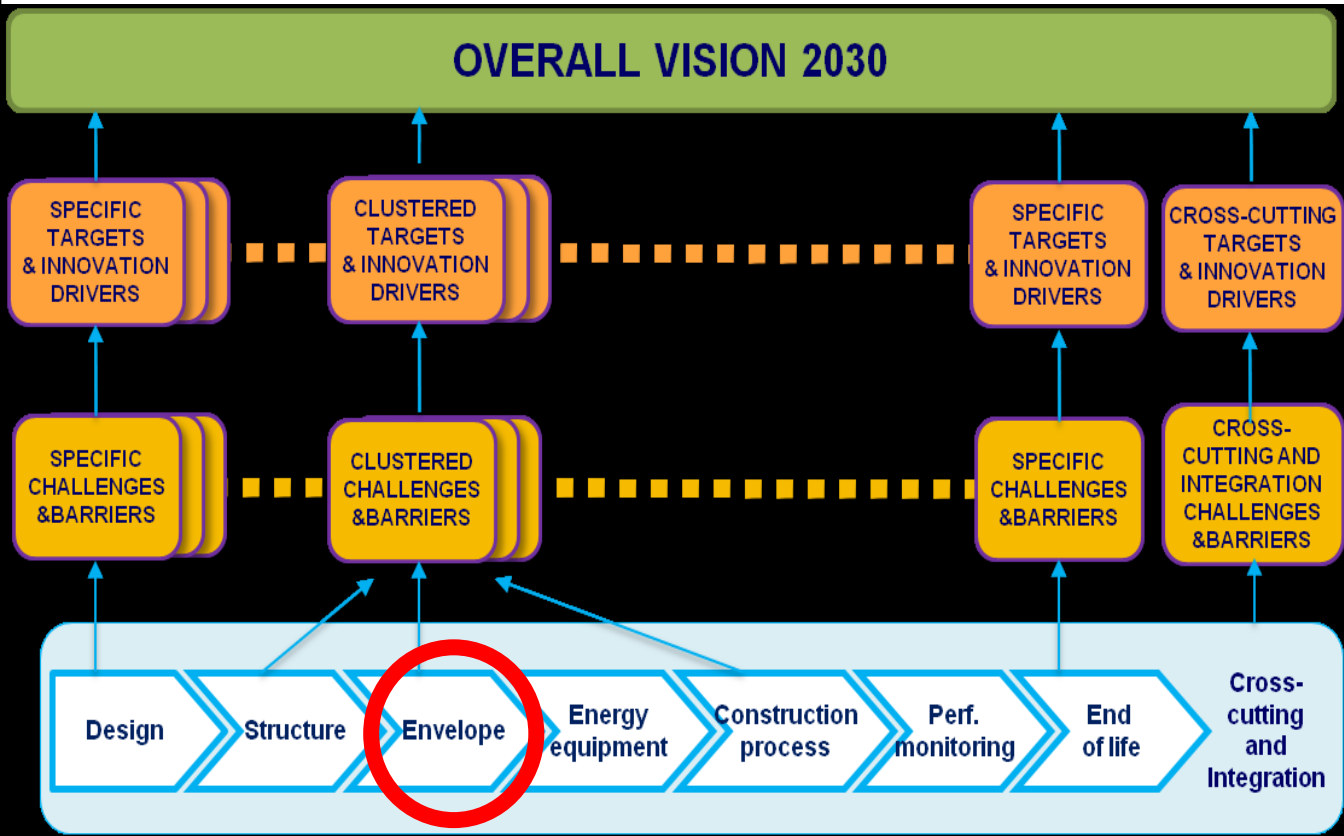 OVERALL VISION 2030
SPECIFIC
TARGETS
& INNOVATION
DRIVERS
CLUSTERED
TARGETS
& INNOVATION
DRIVERS
SPECIFIC
TARGETS
& INNOVATION
DRIVERS
CROSS-CUTTING
TARGETS
& INNOVATION
DRIVERS
SPECIFIC
CHALLENGES
&BARRIERS
CLUSTERED
CHALLENGES
&BARRIERS
SPECIFIC
CHALLENGES
&BARRIERS
CROSS-
CUTTING AND
INTEGRATION
CHALLENGES
&BARRIERS
Design
Structure
Envelope
Energy
equipment
Construction
process
Perf.
monitoring
End
of life
Cross-
cutting
and
Integration